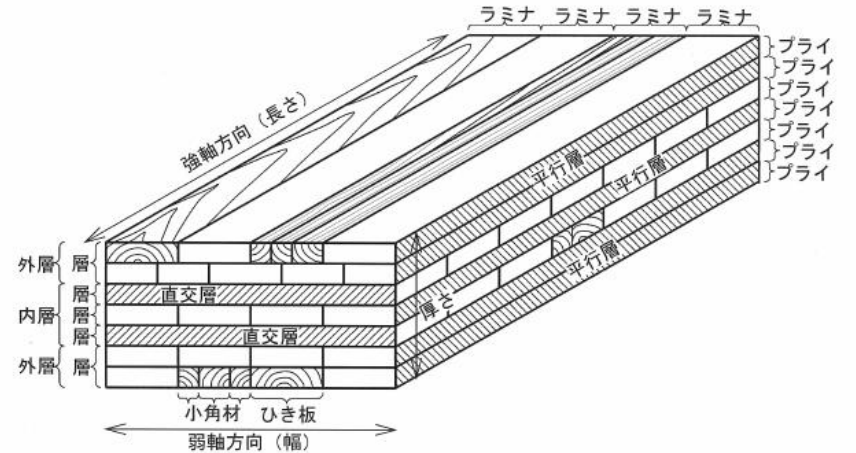 ラミナ ラミナ ラミナ ラミナ
プライ
プライ
プライ
プライ
プライ
プライ
プライ
強軸方向(長さ)
平行層
平行層
平行層
厚さ
外層 層
層
直交層
内層 層
層
直交層
外層 層
小角材 ひき板
弱軸方向(幅)